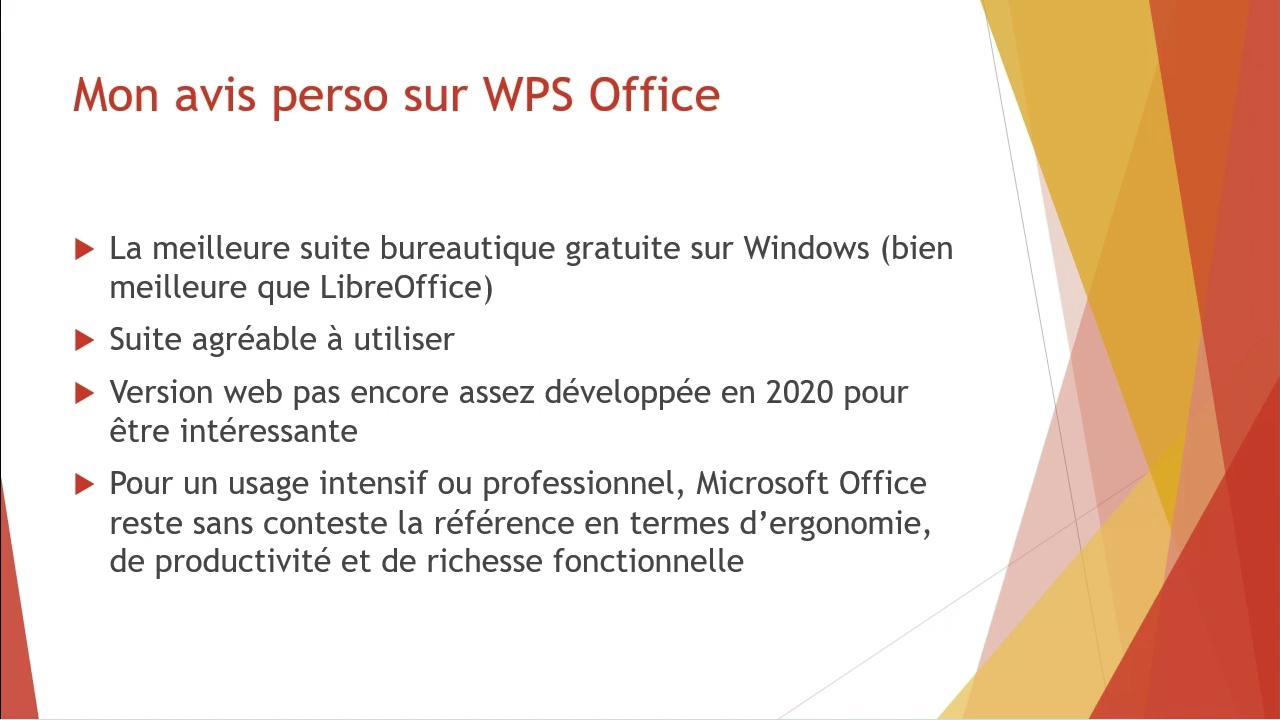 Mon avis perso sur WPS Office
La meilleure suite bureautique gratuite sur Windows (bien
meilleure que LibreOffice)
Suite agréable à utiliser
Version web pas encore assez développée en 2020 pour
être intéressante
Pour un usage intensif ou professionnel, Microsoft Office
reste sans conteste la référence en termes d’ergonomie,
de productivité et de richesse fonctionnelle